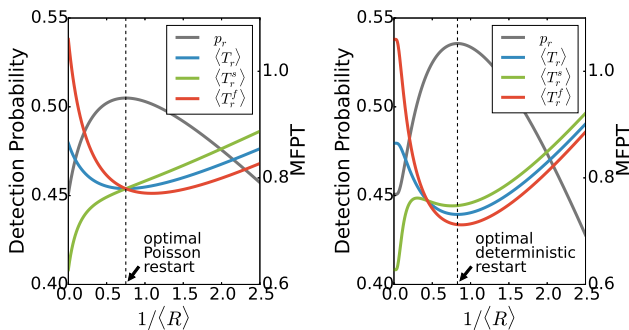 0.55
0.50
0.45
0.40
Detection Probability
1.0
0.8
0.6
MFPT
p_r
⟨T_r⟩
⟨T_r^s⟩
⟨T_r^f⟩
optimal
Poisson
restart
0.0 0.5 1.0 1.5 2.0 2.5
1/⟨R⟩
0.55
0.50
0.45
0.40
Detection Probability
1.0
0.8
0.6
MFPT
p_r
⟨T_r⟩
⟨T_r^s⟩
⟨T_r^f⟩
optimal
deterministic
restart
0.0 0.5 1.0 1.5 2.0 2.5
1/⟨R⟩